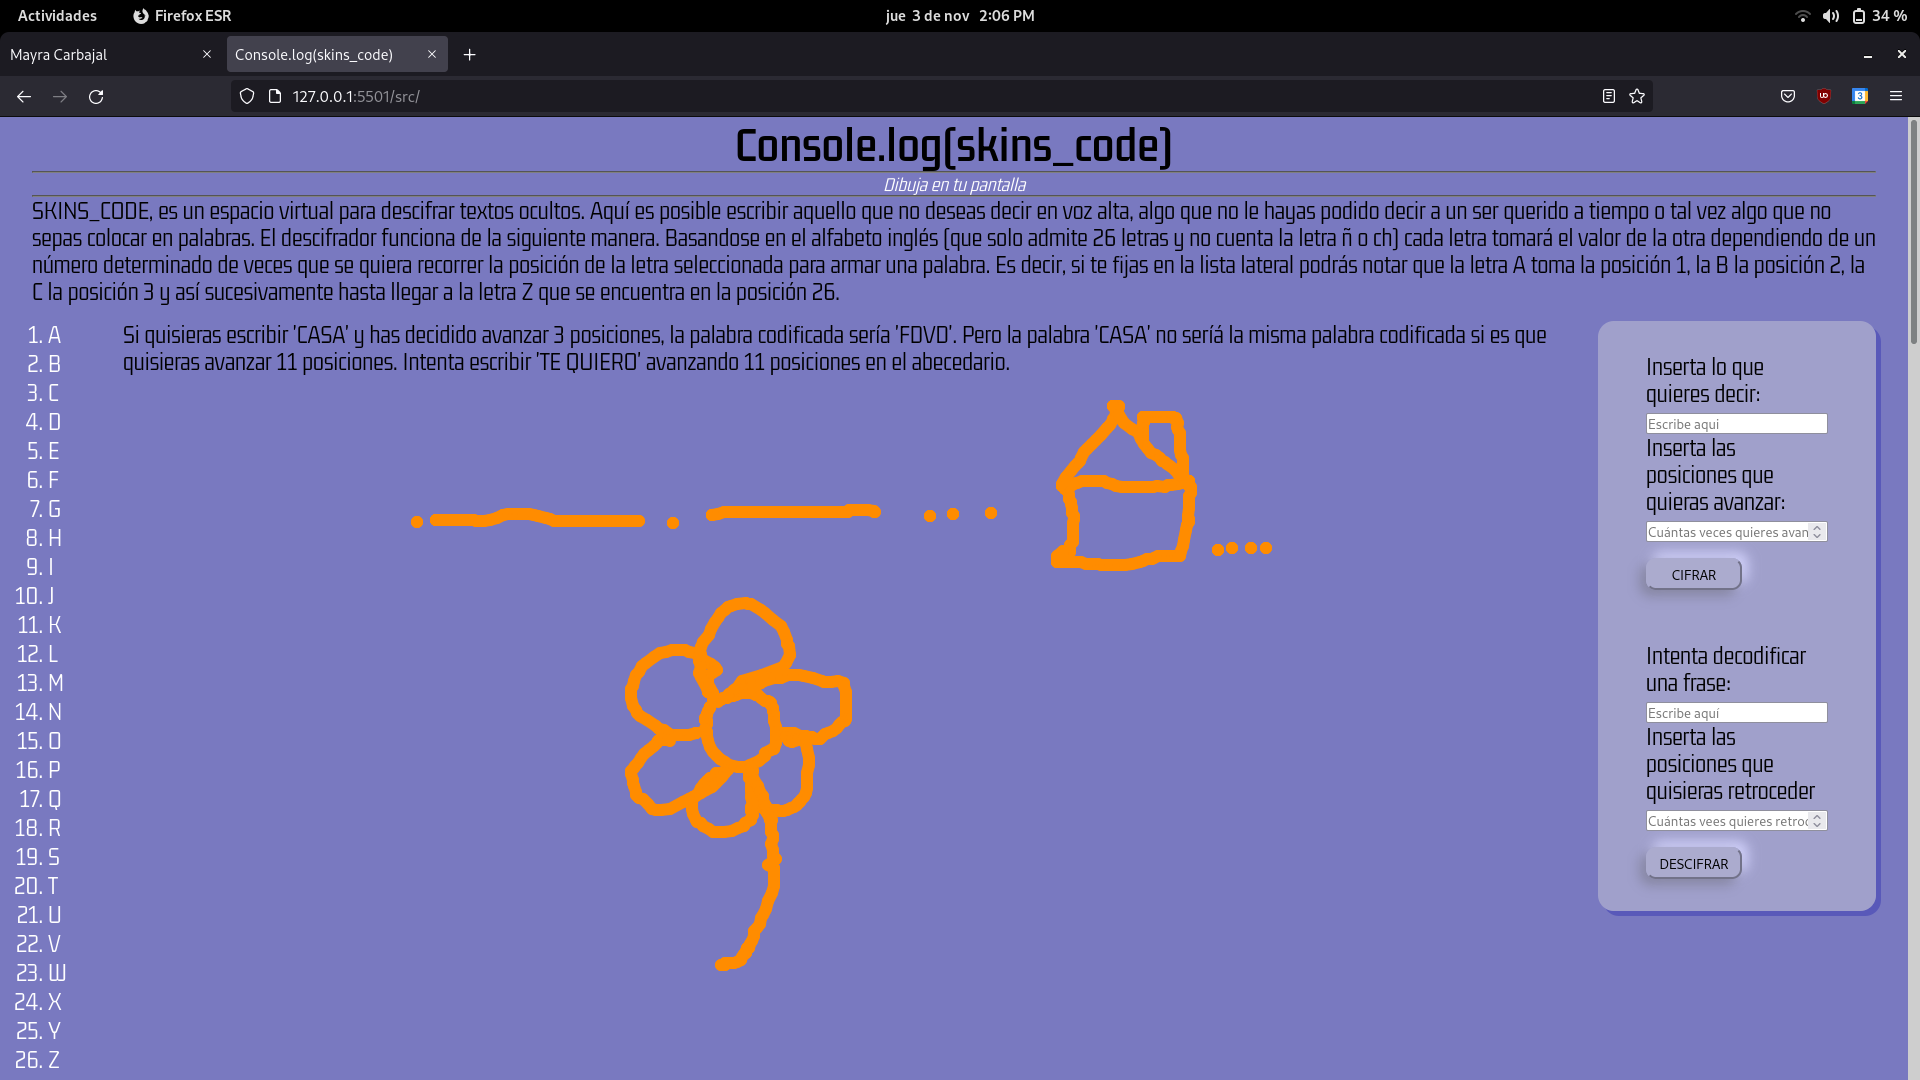 Actividades
Firefox ESR
jue 3 de nov 2:06 PM
34 %
Mayra Carbajal
Console.log(skins_code)
127.0.0.1:5501/src/
Console.log(skins_code)
Dibuja en tu pantalla
SKINS_CODE, es un espacio virtual para descifrar textos ocultos. Aquí es posible escribir aquello que no deseas decir en voz alta, algo que no le hayas podido decir a un ser querido a tiempo o tal vez algo que no
sepas colocar en palabras. El descifrador funciona de la siguiente manera. Basandose en el alfabeto inglés (que solo admite 26 letras y no cuenta la letra ñ o ch) cada letra tomará el valor de la otra dependiendo de un
número determinado de veces que se quiera recorrer la posición de la letra seleccionada para armar una palabra. Es decir, si te fijas en la lista lateral podrás notar que la letra A toma la posición 1, la B la posición 2, la
C la posición 3 y así sucesivamente hasta llegar a la letra Z que se encuentra en la posición 26.
1. A
2. B
3. C
4. D
5. E
6. F
7. G
8. H
9. I
10. J
11. K
12. L
13. M
14. N
15. O
16. P
17. Q
18. R
19. S
20. T
21. U
22. V
23. W
24. X
25. Y
26. Z
Si quisieras escribir 'CASA' y has decidido avanzar 3 posiciones, la palabra codificada sería 'FDVD'. Pero la palabra 'CASA' no seríá la misma palabra codificada si es que
quisieras avanzar 11 posiciones. Intenta escribir 'TE QUIERO' avanzando 11 posiciones en el abecedario.
Inserta lo que
quieres decir:
Escribe aquí
Inserta las
posiciones que
quieras avanzar:
Cuántas veces quieres avan
CIFRAR
Intenta decodificar
una frase:
Escribe aquí
Inserta las
posiciones que
quisieras retroceder
Cuántas vees quieres retroc
DESCIFRAR